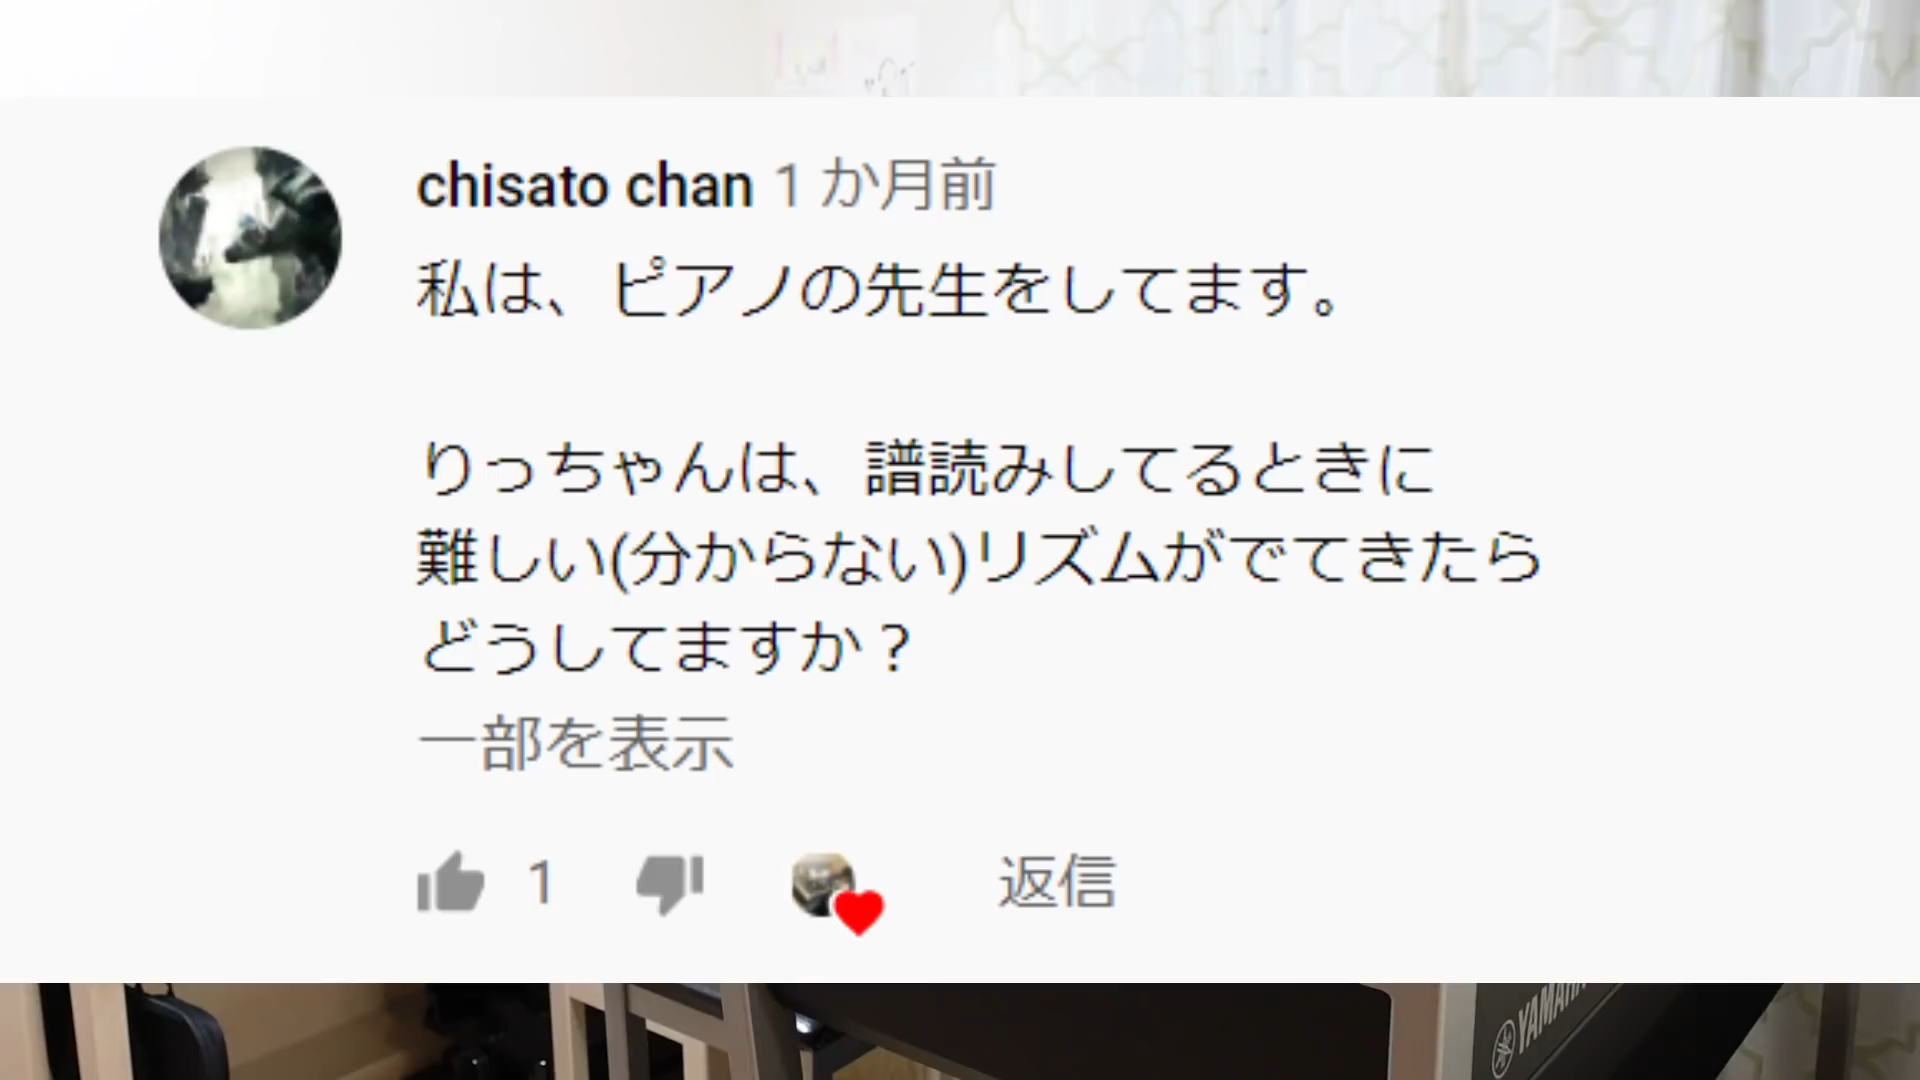 chisato chan 1 か月前
私は、ピアノの先生をしてます。
りっちゃんは、譜読みしてるときに
難しい(分からない)リズムがでてきたら
どうしてますか？
一部を表示
1
返信
YAMAHA